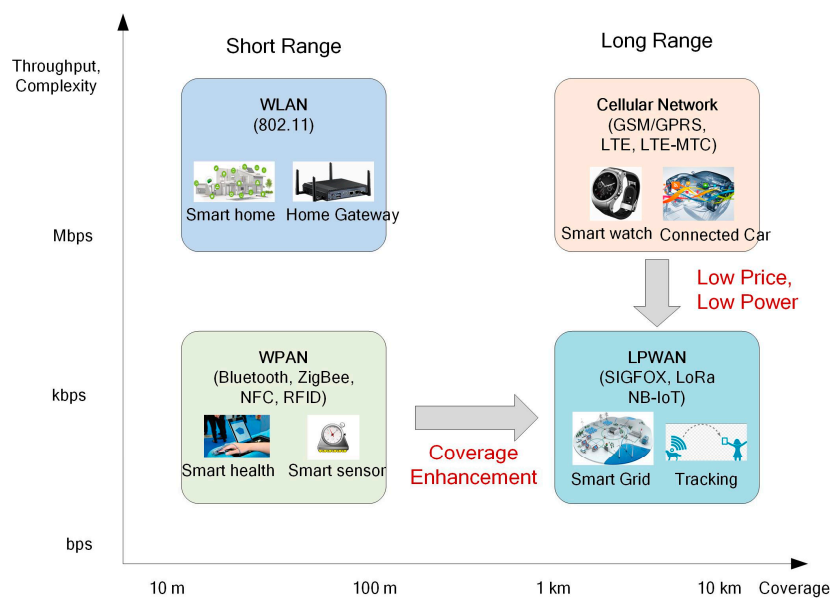 Short Range
Long Range
Throughput,
Complexity
WLAN
(802.11)
Smart home
Home Gateway
Cellular Network
(GSM/GPRS,
LTE, LTE-MTC)
Smart watch
Connected Car
Mbps
Low Price,
Low Power
WPAN
(Bluetooth, ZigBee,
NFC, RFID)
Smart health
Smart sensor
LPWAN
(SIGFOX, LoRa
NB-IoT)
Smart Grid
Tracking
kbps
Coverage
Enhancement
bps
10 m
100 m
1 km
10 km
Coverage